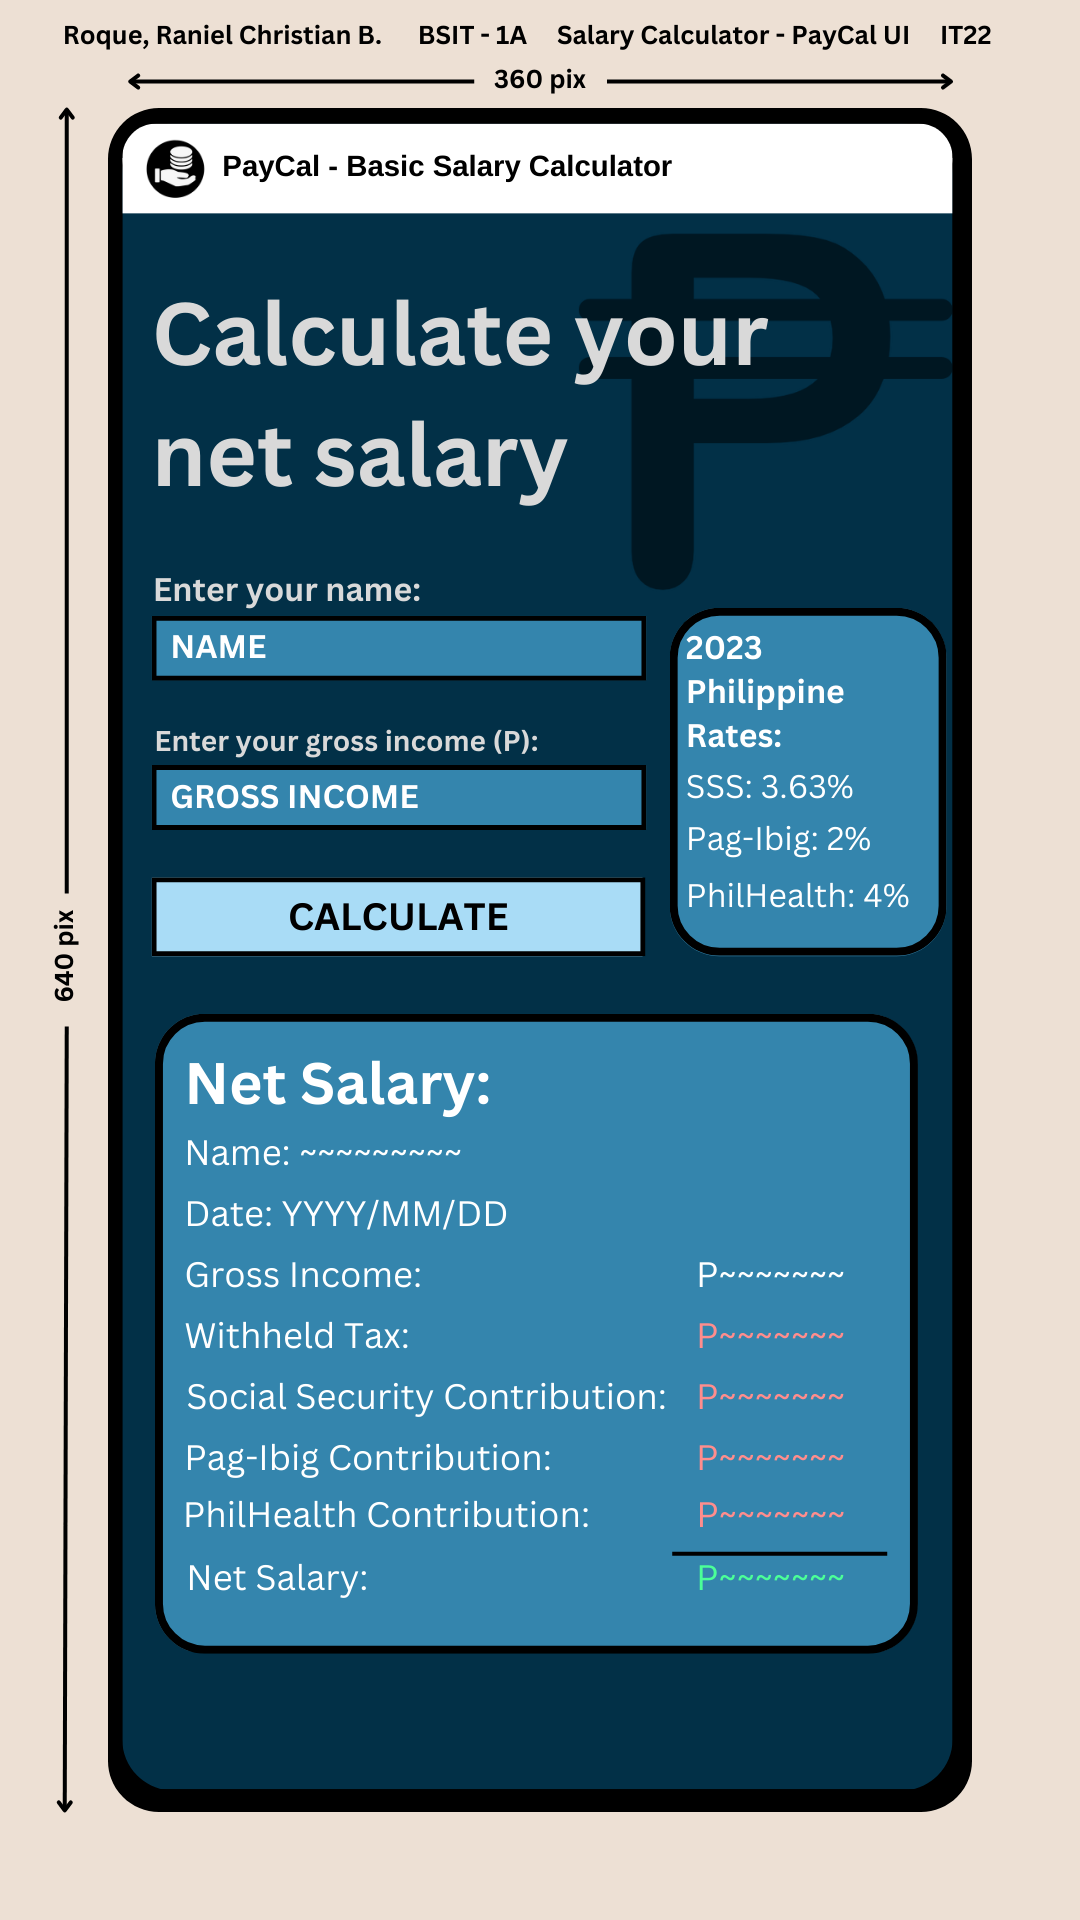 Roque, Raniel Christian B. BSIT - 1A Salary Calculator - PayCal UI IT22
360 pix
PayCal - Basic Salary Calculator
P
Calculate your
net salary
Enter your name:
NAME
Enter your gross income (P):
GROSS INCOME
CALCULATE
2023
Philippine
Rates:
SSS: 3.63%
Pag-Ibig: 2%
PhilHealth: 4%
640 pix
Net Salary:
Name: ~~~~~~~~~
Date: YYYY/MM/DD
Gross Income: P~~~~~~~
Withheld Tax: P~~~~~~~
Social Security Contribution: P~~~~~~~
Pag-Ibig Contribution: P~~~~~~~
PhilHealth Contribution: P~~~~~~~
Net Salary: P~~~~~~~